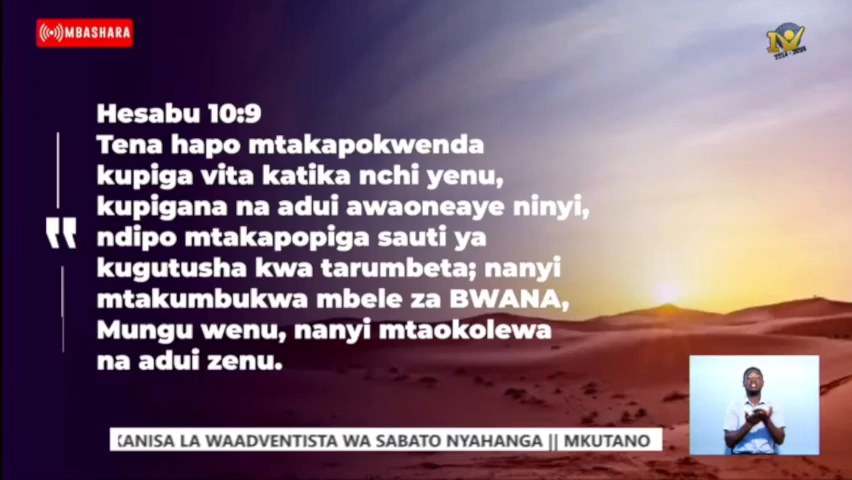 MBASHARA
Hesabu 10:9
Tena hapo mtakapokwenda
kupiga vita katika nchi yenu,
kupigana na adui awaoneaye ninyi,
ndipo mtakapopiga sauti ya
kugutusha kwa tarumbeta; nanyi
mtakumbukwa mbele za BWANA,
Mungu wenu, nanyi mtaokolewa
na adui zenu.
KANISA LA WAADVENTISTA WA SABATO NYAHANGA || MKUTANO